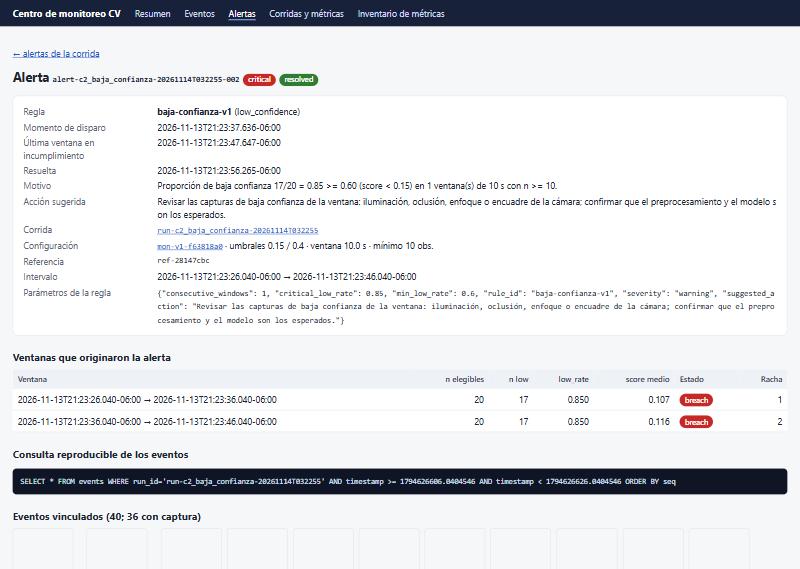 Centro de monitoreo CV Resumen Eventos Alertas Corridas y métricas Inventario de métricas
← alertas de la corrida
Alerta alert-c2_baja_confianza-20261114T032255-002 critical resolved
Regla baja-confianza-v1 (low_confidence)
Momento de disparo 2026-11-13T21:23:37.636-06:00
Última ventana en incumplimiento 2026-11-13T21:23:47.647-06:00
Resuelta 2026-11-13T21:23:56.265-06:00
Motivo Proporción de baja confianza 17/20 = 0.85 >= 0.60 (score < 0.15) en 1 ventana(s) de 10 s con n >= 10.
Acción sugerida Revisar las capturas de baja confianza de la ventana: iluminación, oclusión, enfoque o encuadre de la cámara; confirmar que el preprocesamiento y el modelo s
on los esperados.
Corrida run-c2_baja_confianza-20261114T032255
Configuración mon-v1-f63818a0 · umbrales 0.15 / 0.4 · ventana 10.0 s · mínimo 10 obs.
Referencia ref-28147cbc
Intervalo 2026-11-13T21:23:26.040-06:00 → 2026-11-13T21:23:46.040-06:00
Parámetros de la regla {"consecutive_windows": 1, "critical_low_rate": 0.85, "min_low_rate": 0.6, "rule_id": "baja-confianza-v1", "severity": "warning", "suggested_a
ction": "Revisar las capturas de baja confianza de la ventana: iluminación, oclusión, enfoque o encuadre de la cámara; confirmar que el prepro
cesamiento y el modelo son los esperados."}
Ventanas que originaron la alerta
Ventana n elegibles n low low_rate score medio Estado Racha
2026-11-13T21:23:26.040-06:00 → 2026-11-13T21:23:36.040-06:00 20 17 0.850 0.107 breach 1
2026-11-13T21:23:36.040-06:00 → 2026-11-13T21:23:46.040-06:00 20 17 0.850 0.116 breach 2
Consulta reproducible de los eventos
SELECT * FROM events WHERE run_id='run-c2_baja_confianza-20261114T032255' AND timestamp >= 1794626606.0404546 AND timestamp < 1794626626.0404546 ORDER BY seq
Eventos vinculados (40; 36 con captura)